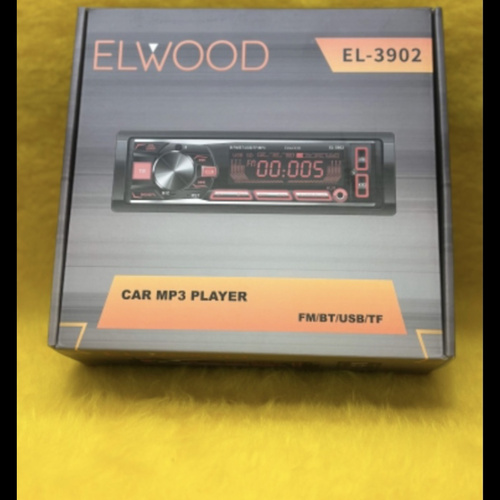 ELWOOD
EL-3902
00:005
CAR MP3 PLAYER
FM/BT/USB/TF